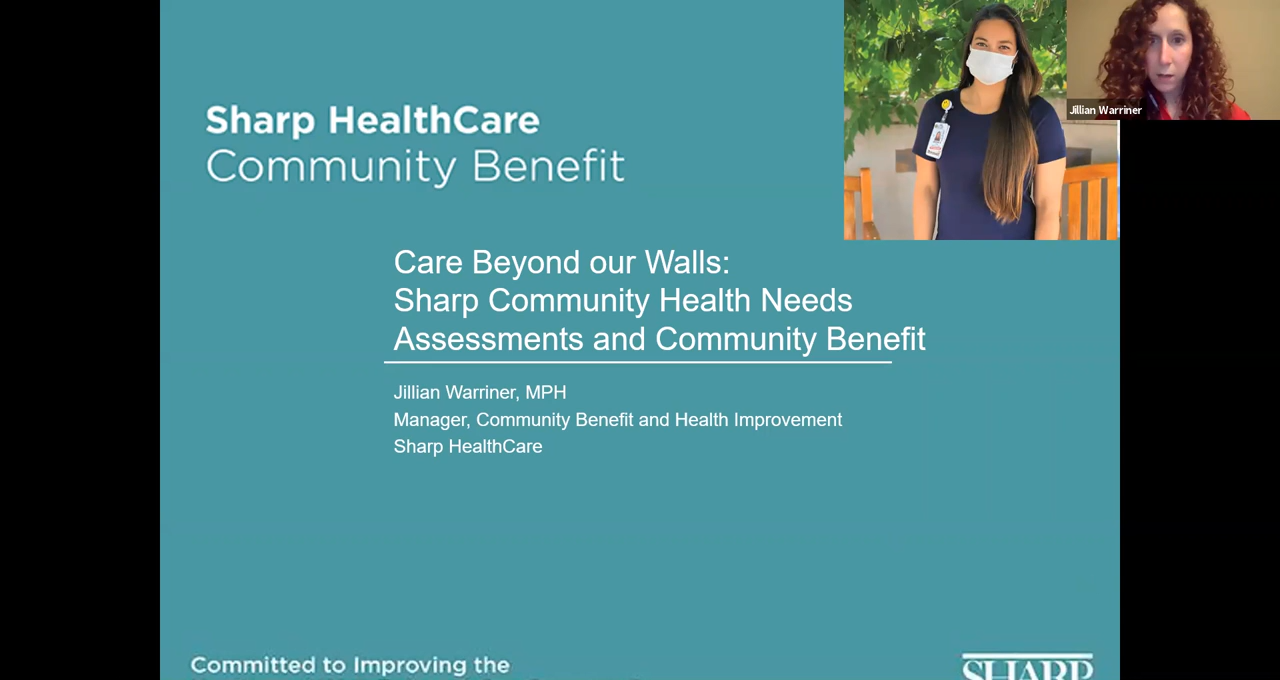 Sharp HealthCare
Community Benefit
Jillian Warriner
Care Beyond our Walls:
Sharp Community Health Needs
Assessments and Community Benefit
Jillian Warriner, MPH
Manager, Community Benefit and Health Improvement
Sharp HealthCare
Committed to Improving the
SHARP